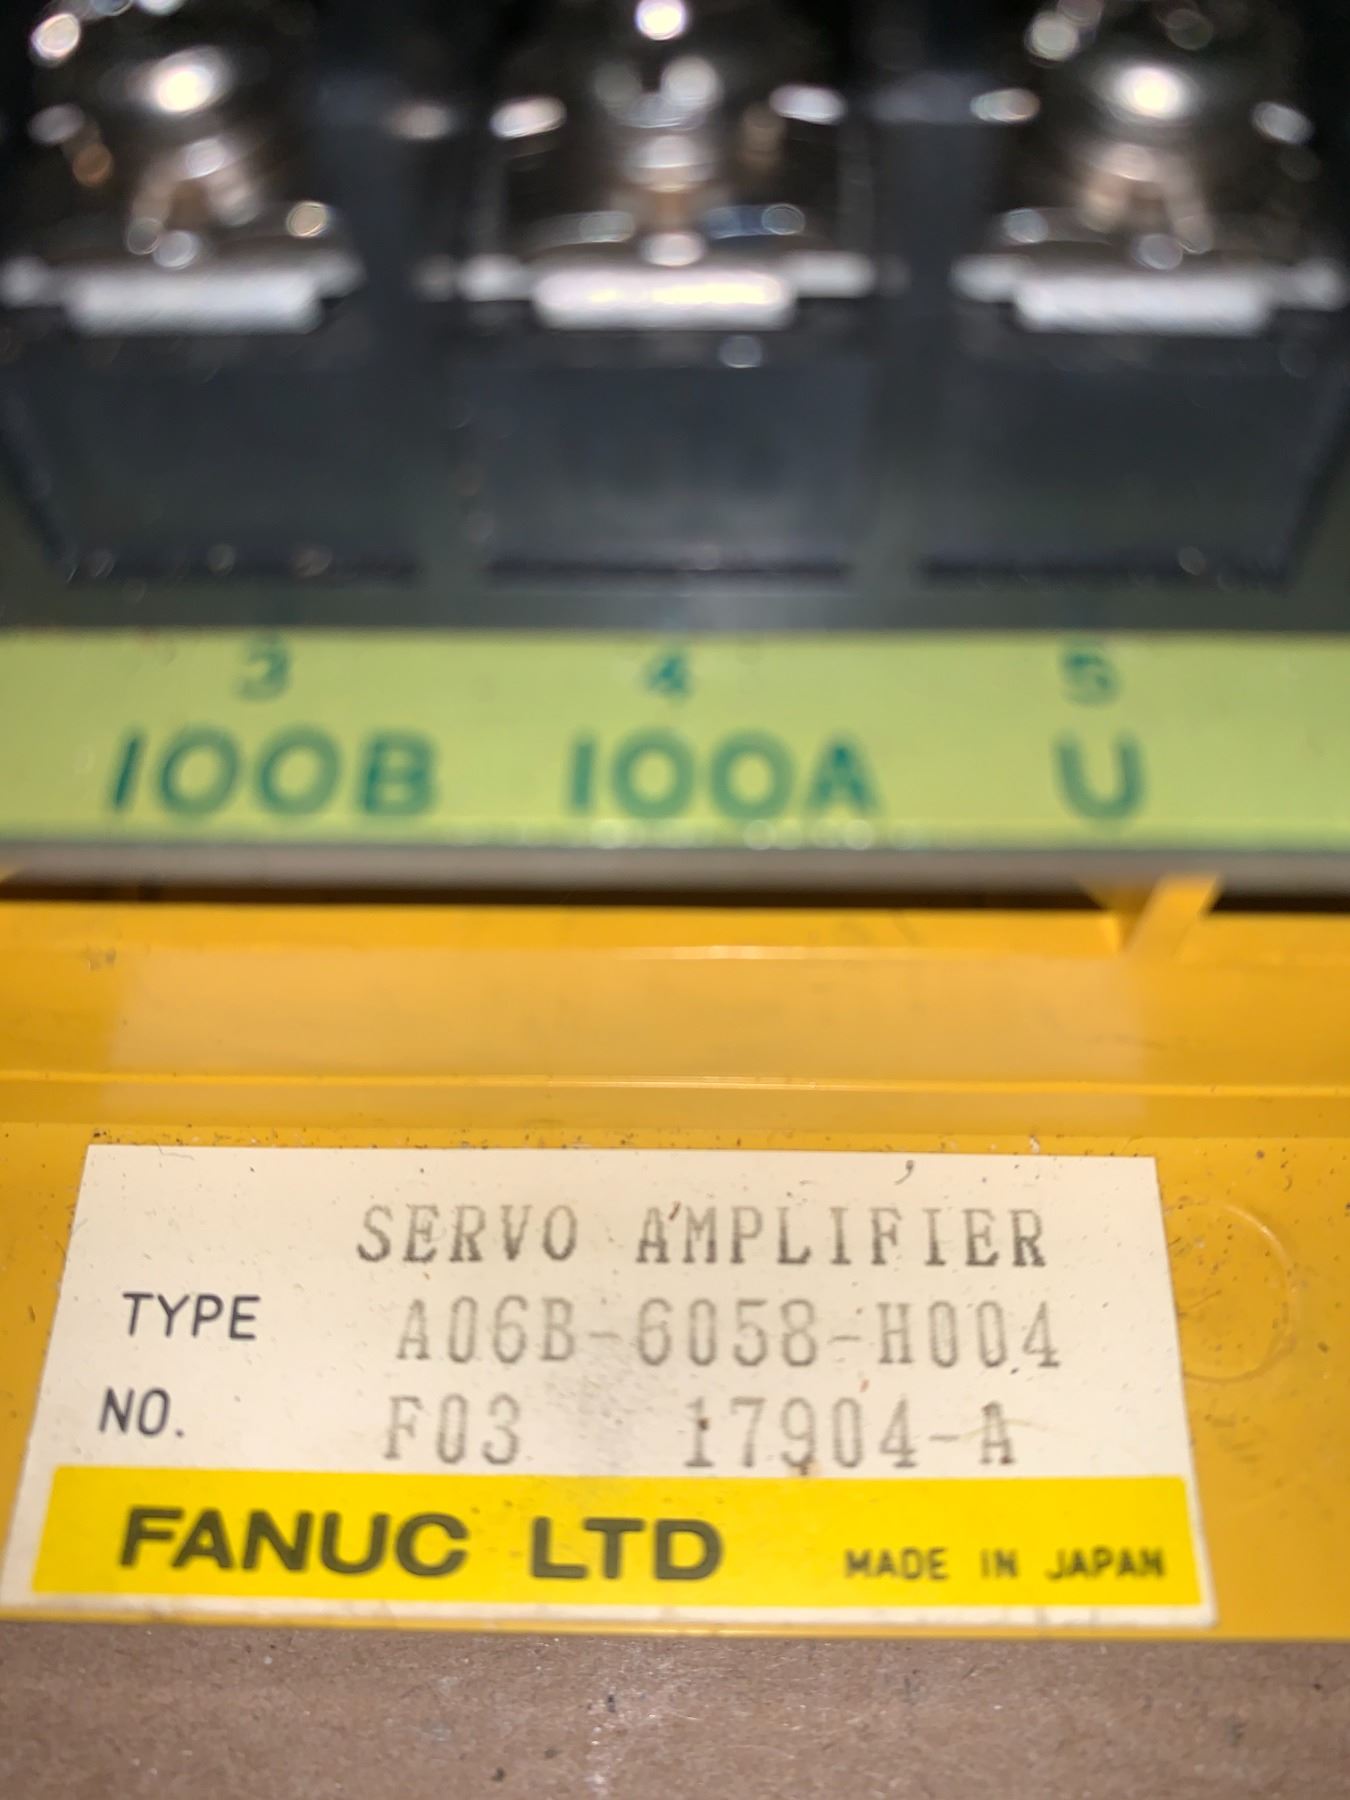 3 4 5
100B 100A U
SERVO AMPLIFIER
TYPE A06B-6058-H004
NO. F03 17904-A
FANUC LTD MADE IN JAPAN